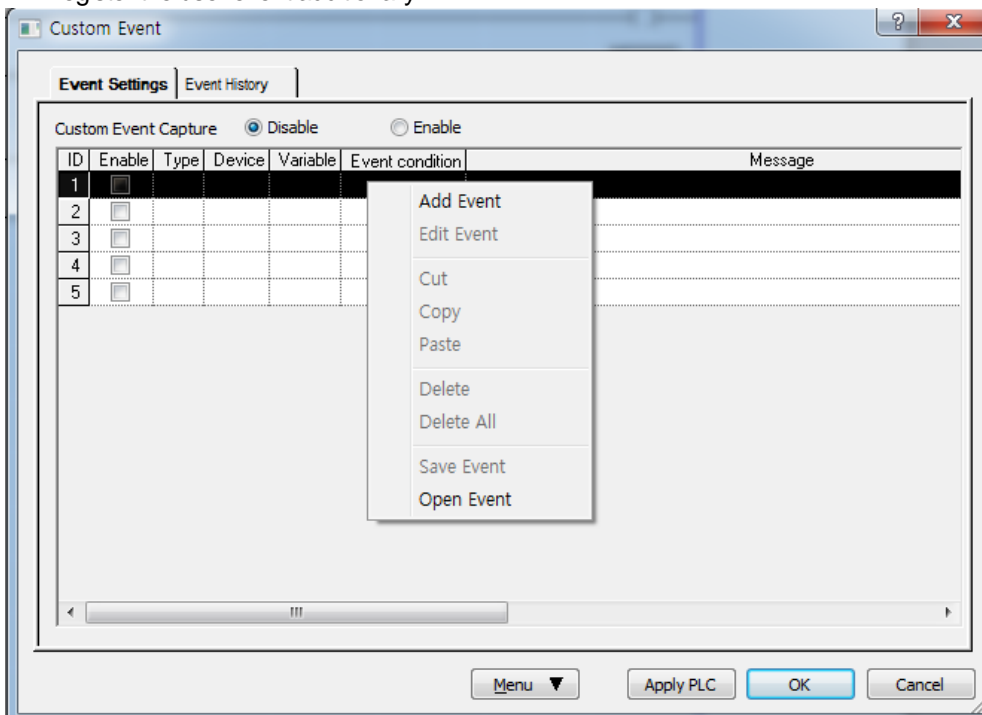 Custom Event
Event Settings Event History
Custom Event Capture Disable Enable
ID Enable Type Device Variable Event condition Message
1
2
3
4
5
Add Event
Edit Event
Cut
Copy
Paste
Delete
Delete All
Save Event
Open Event
Menu ▼ Apply PLC OK Cancel